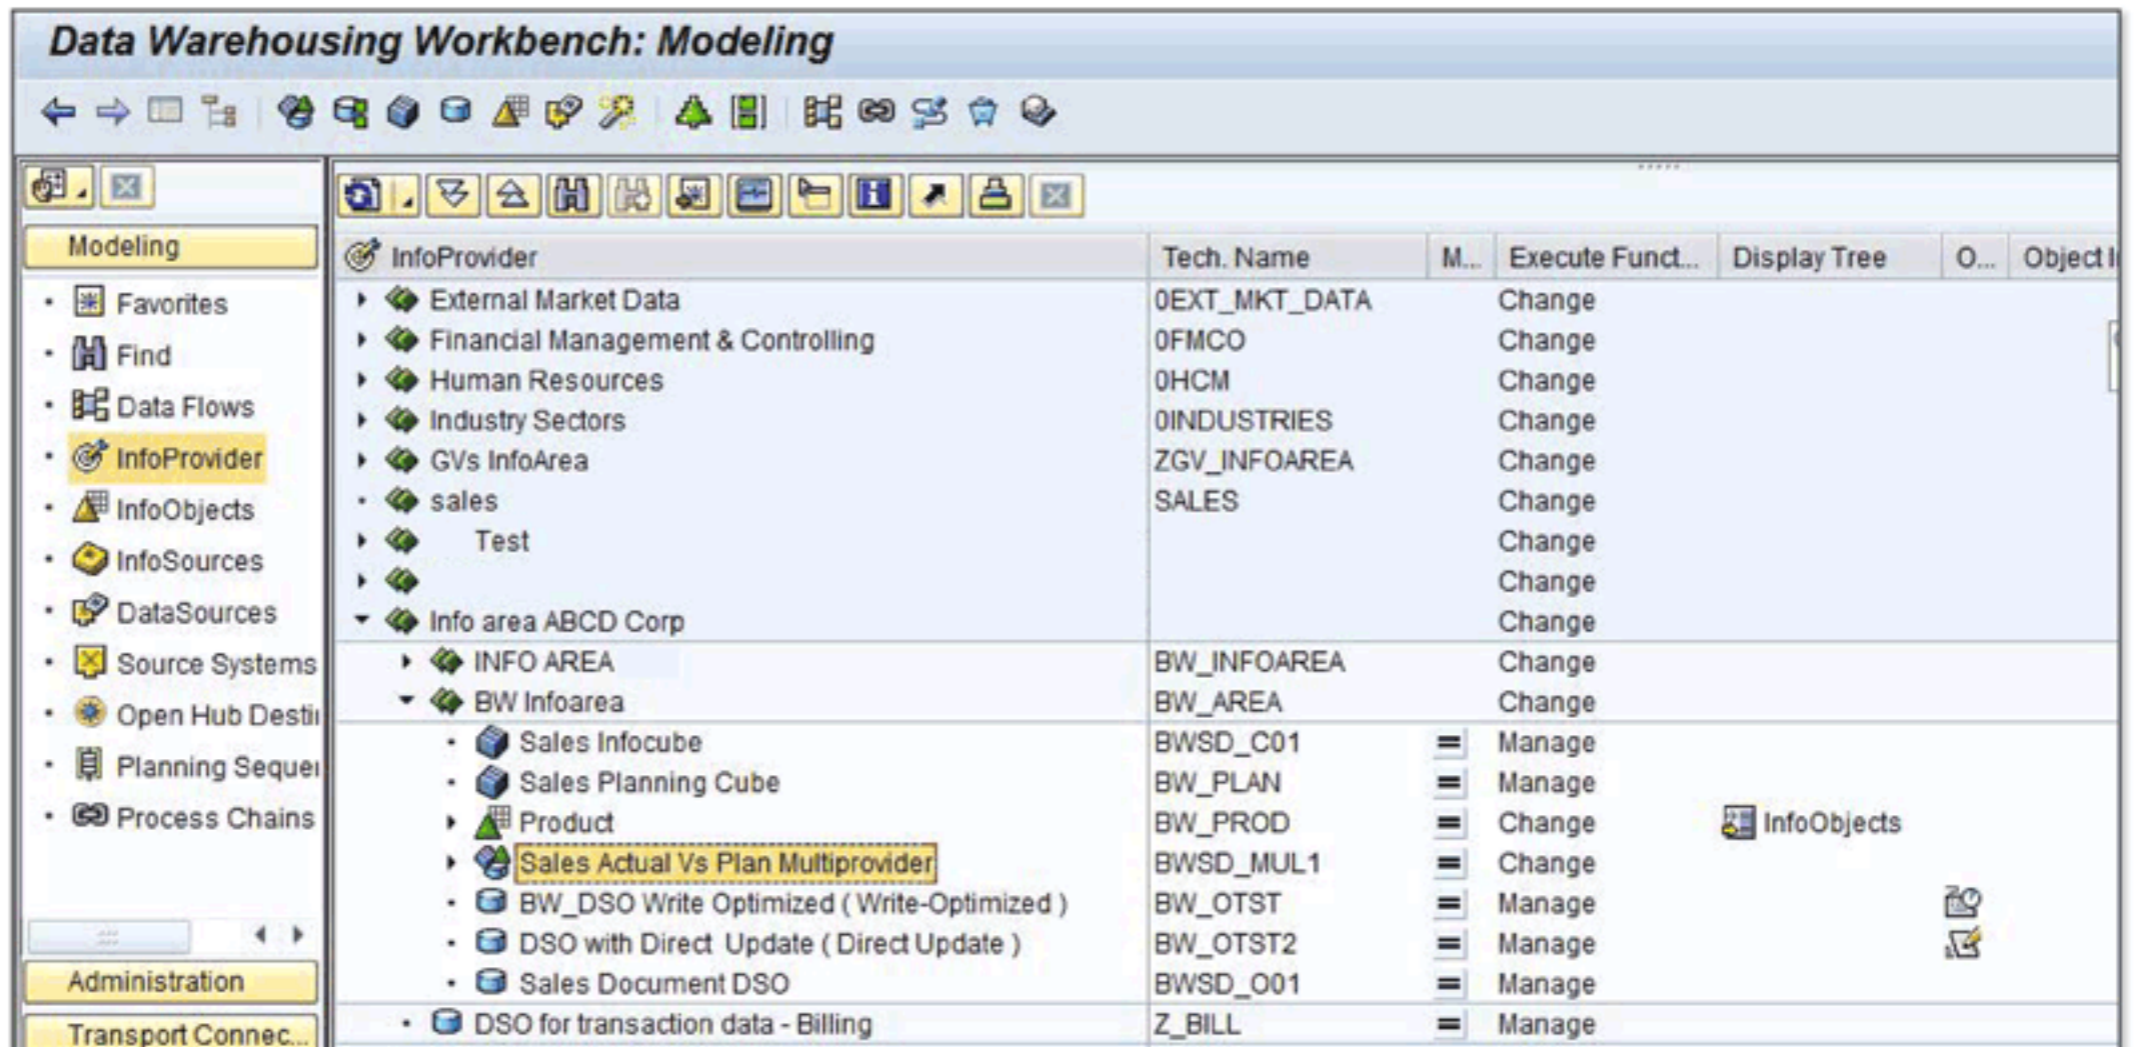 Data Warehousing Workbench: Modeling
Modeling
Favorites
Find
Data Flows
InfoProvider
InfoObjects
InfoSources
DataSources
Source Systems
Open Hub Desti
Planning Sequer
Process Chains
Administration
Transport Connec...
InfoProvider Tech. Name M... Execute Funct... Display Tree O... Object I
External Market Data 0EXT_MKT_DATA Change
Financial Management & Controlling 0FMCO Change
Human Resources 0HCM Change
Industry Sectors 0INDUSTRIES Change
GVs InfoArea ZGV_INFOAREA Change
sales SALES Change
Test Change
Change
Info area ABCD Corp Change
INFO AREA BW_INFOAREA Change
BW Infoarea BW_AREA Change
Sales Infocube BWSD_C01 = Manage
Sales Planning Cube BW_PLAN = Manage
Product BW_PROD = Change InfoObjects
Sales Actual Vs Plan Multiprovider BWSD_MUL1 = Change
BW_DSO Write Optimized ( Write-Optimized ) BW_OTST = Manage
DSO with Direct Update ( Direct Update ) BW_OTST2 = Manage
Sales Document DSO BWSD_O01 = Manage
DSO for transaction data - Billing Z_BILL = Manage